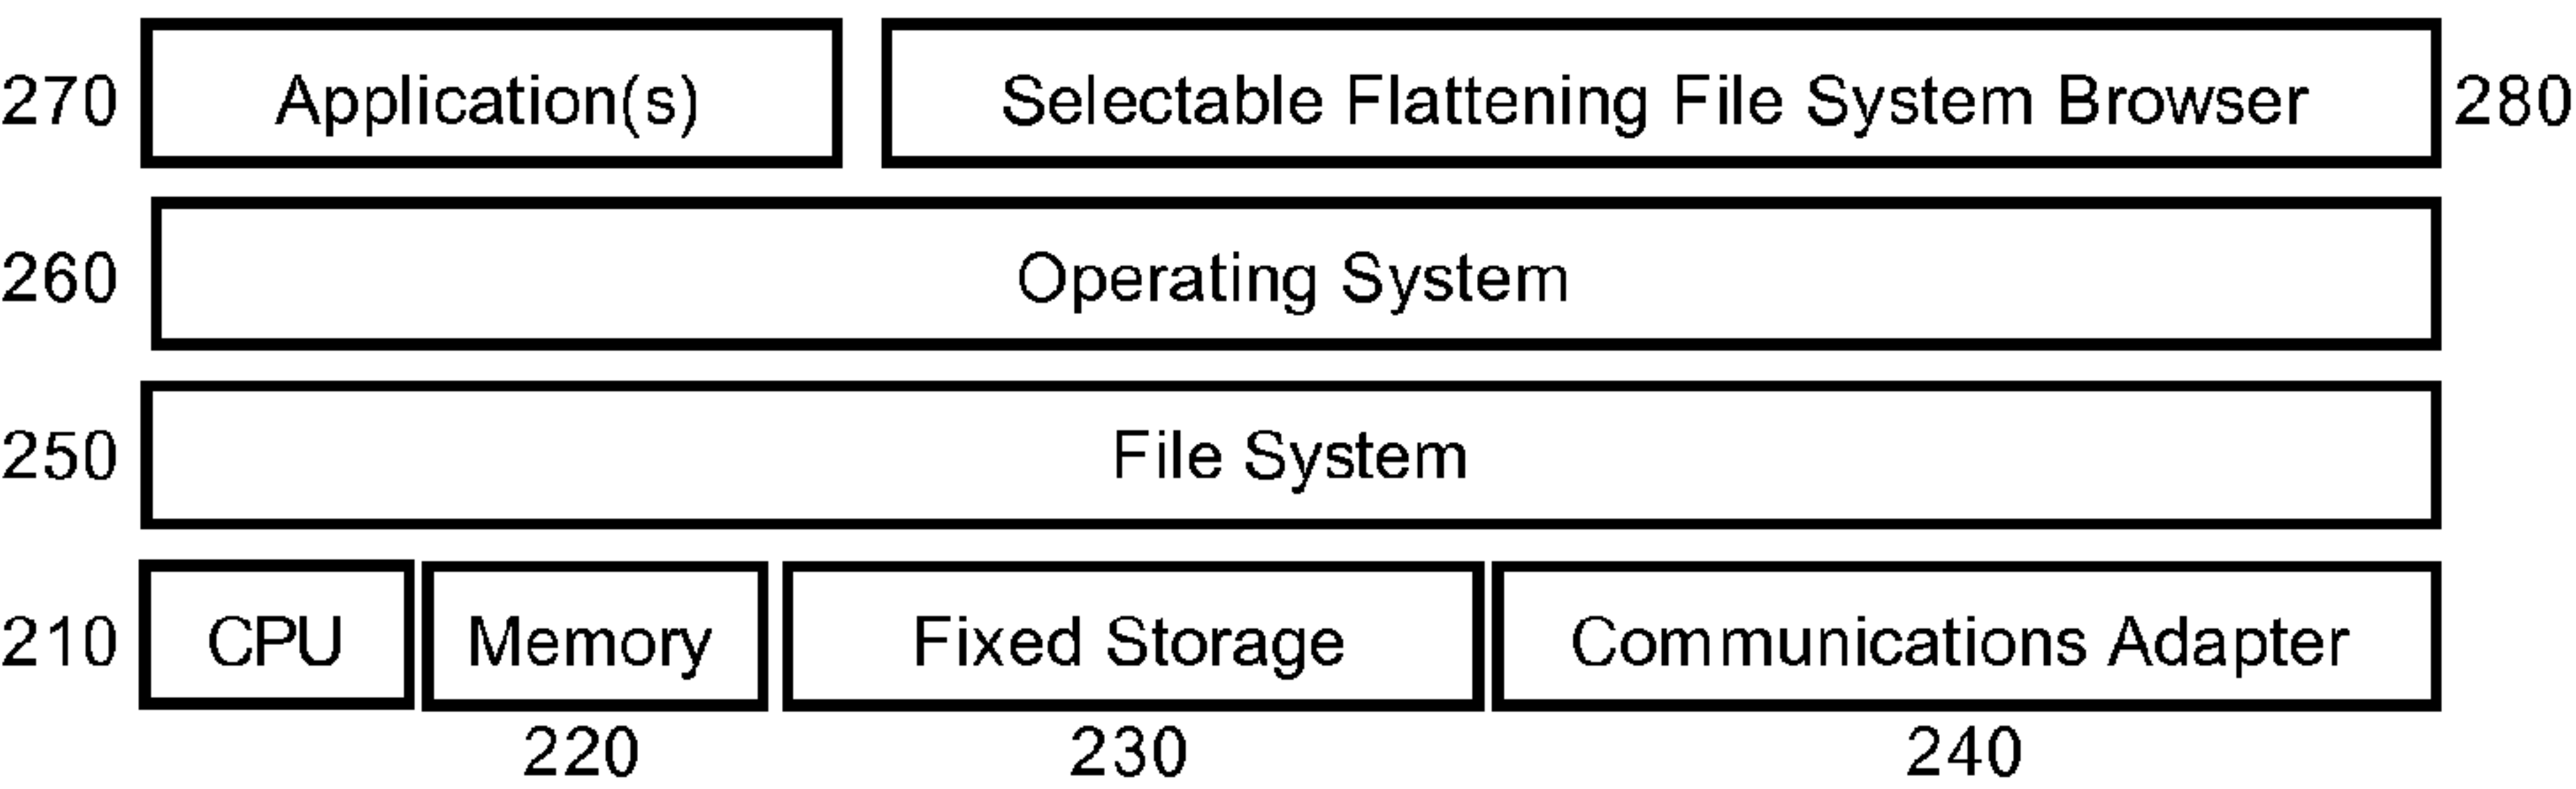 270 Application(s) Selectable Flattening File System Browser 280
260 Operating System
250 File System
210 CPU Memory Fixed Storage Communications Adapter
220 230 240